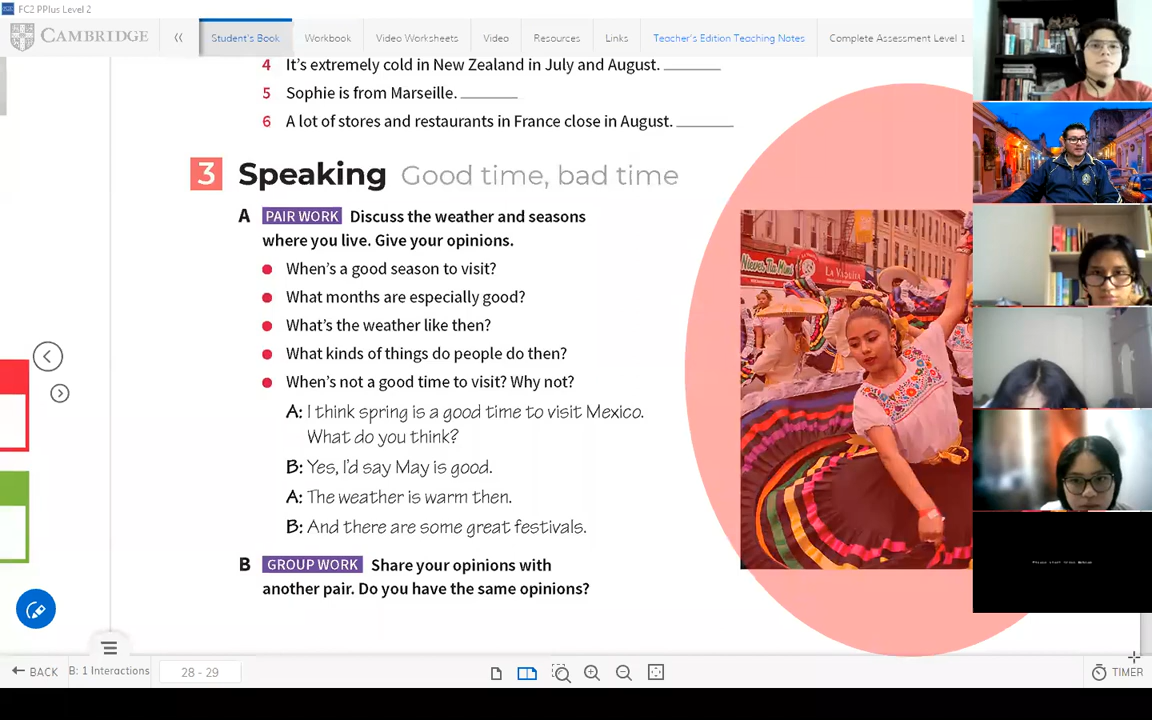 FC2 PPlus Level 2
CAMBRIDGE
Student's Book
Workbook
Video Worksheets
Video
Resources
Links
Teacher's Edition Teaching Notes
Complete Assessment Level 1
4 It's extremely cold in New Zealand in July and August. ________
5 Sophie is from Marseille. ________
6 A lot of stores and restaurants in France close in August. ________
3 Speaking Good time, bad time
A PAIR WORK Discuss the weather and seasons
where you live. Give your opinions.
When's a good season to visit?
What months are especially good?
What's the weather like then?
What kinds of things do people do then?
When's not a good time to visit? Why not?
A: I think spring is a good time to visit Mexico.
What do you think?
B: Yes, I'd say May is good.
A: The weather is warm then.
B: And there are some great festivals.
B GROUP WORK Share your opinions with
another pair. Do you have the same opinions?
BACK
B: 1 Interactions
28 - 29
TIMER